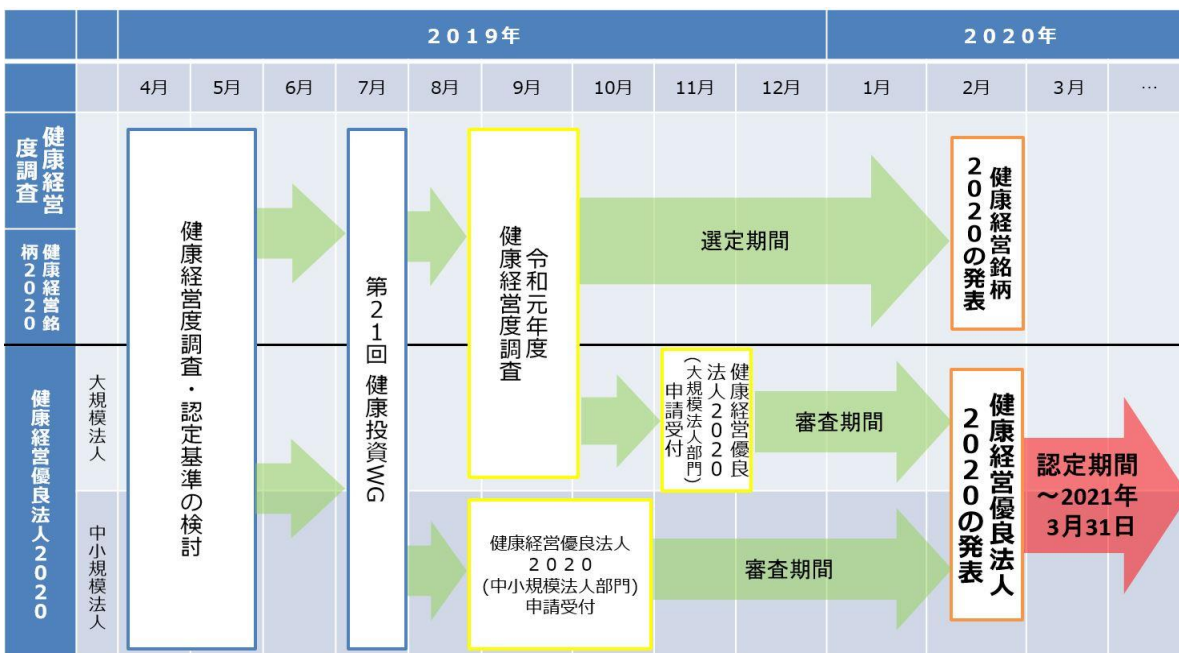 2019年
2020年
4月
5月
6月
7月
8月
9月
10月
11月
12月
1月
2月
3月
…
健康経営
度調査
健康経営銘
柄2020
健康経営優良法人2020
大規模法人
中小規模法人
健康経営度調査・認定基準の検討
第21回 健康投資WG
令和元年度
健康経営度調査
選定期間
健康経営銘柄
2020の発表
健康経営優良
法人2020
(大規模法人部門)
申請受付
審査期間
健康経営優良法人
2020
(中小規模法人部門)
申請受付
審査期間
健康経営優良法人
2020の発表
認定期間
~2021年
3月31日